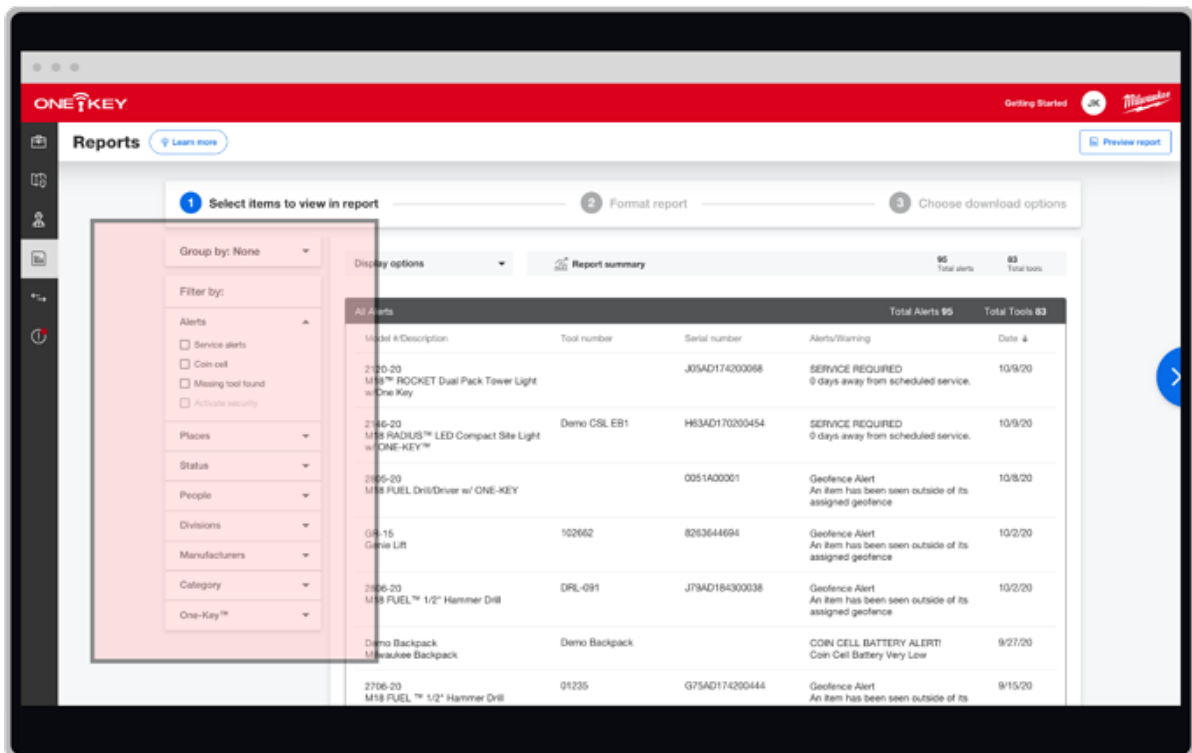 ONE KEY
Getting Started
JK
Milwaukee
Reports
Learn more
Preview report
1 Select items to view in report
2 Format report
3 Choose download options
Group by: None
Filter by:
Alerts
Service alerts
Coin cell
Missing tool found
Activate security
Places
Status
People
Divisions
Manufacturers
Category
One-Key™
Display options
Report summary
95
Total alerts
83
Total tools
All Alerts
Total Alerts 95
Total Tools 83
Model #/Description
Tool number
Serial number
Alerts/Warning
Date
2120-20
M18™ ROCKET Dual Pack Tower Light
w/One Key
J05AD174200068
SERVICE REQUIRED
0 days away from scheduled service.
10/9/20
2146-20
M18 RADIUS™ LED Compact Site Light
w/ ONE-KEY™
Demo CSL EB1
H63AD170200454
SERVICE REQUIRED
0 days away from scheduled service.
10/9/20
2805-20
M18 FUEL Drill/Driver w/ ONE-KEY
0051A00001
Geofence Alert
An item has been seen outside of its
assigned geofence
10/8/20
GR-15
Genie Lift
102662
8263644694
Geofence Alert
An item has been seen outside of its
assigned geofence
10/2/20
2806-20
M18 FUEL™ 1/2" Hammer Drill
DRL-091
J79AD184300038
Geofence Alert
An item has been seen outside of its
assigned geofence
10/2/20
Demo Backpack
Milwaukee Backpack
Demo Backpack
COIN CELL BATTERY ALERT!
Coin Cell Battery Very Low
9/27/20
2706-20
M18 FUEL ™ 1/2" Hammer Drill
01235
G75AD174200444
Geofence Alert
An item has been seen outside of its
9/15/20